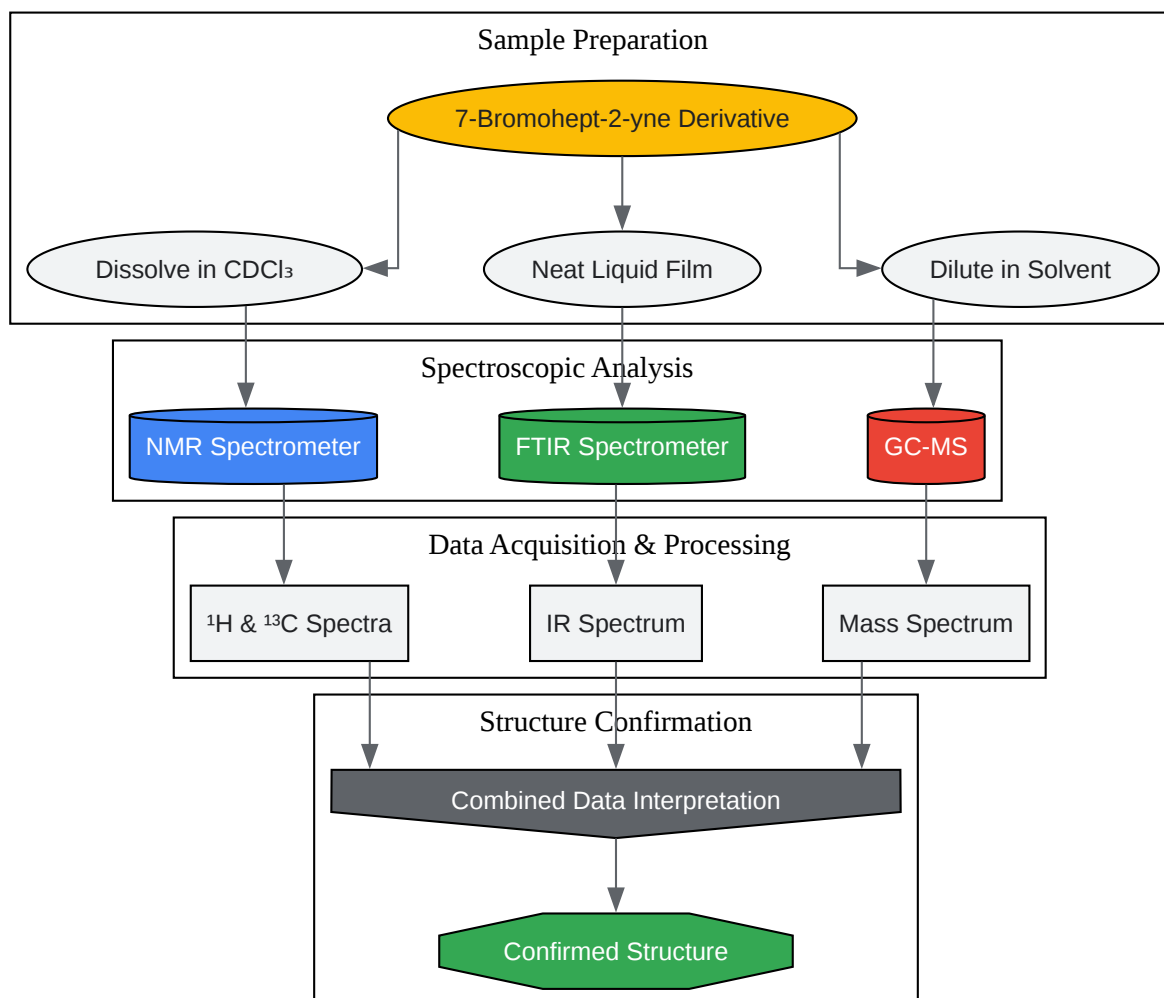 Sample Preparation
7-Bromohept-2-yne Derivative
Dissolve in CDCl₃
Neat Liquid Film
Dilute in Solvent
Spectroscopic Analysis
NMR Spectrometer
FTIR Spectrometer
GC-MS
Data Acquisition & Processing
¹H & ¹³C Spectra
IR Spectrum
Mass Spectrum
Structure Confirmation
Combined Data Interpretation
Confirmed Structure